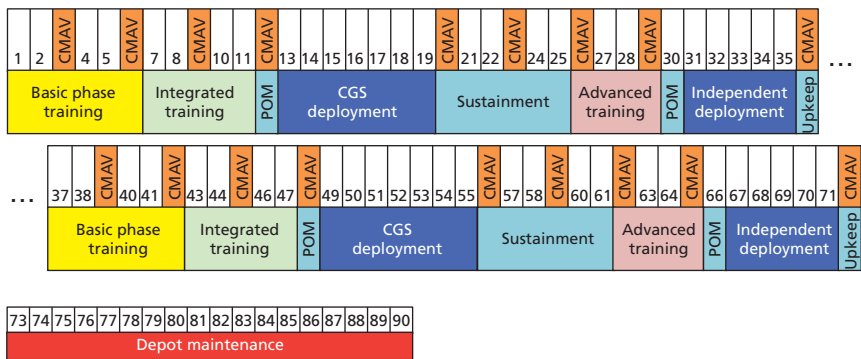 1 2 CMAV 4 5 CMAV 7 8 CMAV 10 11 CMAV 13 14 15 16 17 18 19 CMAV 21 22 CMAV 24 25 CMAV 27 28 CMAV 30 31 32 33 34 35 CMAV ...
Basic phase
training
Integrated
training
POM
CGS
deployment
Sustainment
Advanced
training
POM
Independent
deployment
Upkeep
... 37 38 CMAV 40 41 CMAV 43 44 CMAV 46 47 CMAV 49 50 51 52 53 54 55 CMAV 57 58 CMAV 60 61 CMAV 63 64 CMAV 66 67 68 69 70 71 CMAV
Basic phase
training
Integrated
training
POM
CGS
deployment
Sustainment
Advanced
training
POM
Independent
deployment
Upkeep
73 74 75 76 77 78 79 80 81 82 83 84 85 86 87 88 89 90
Depot maintenance